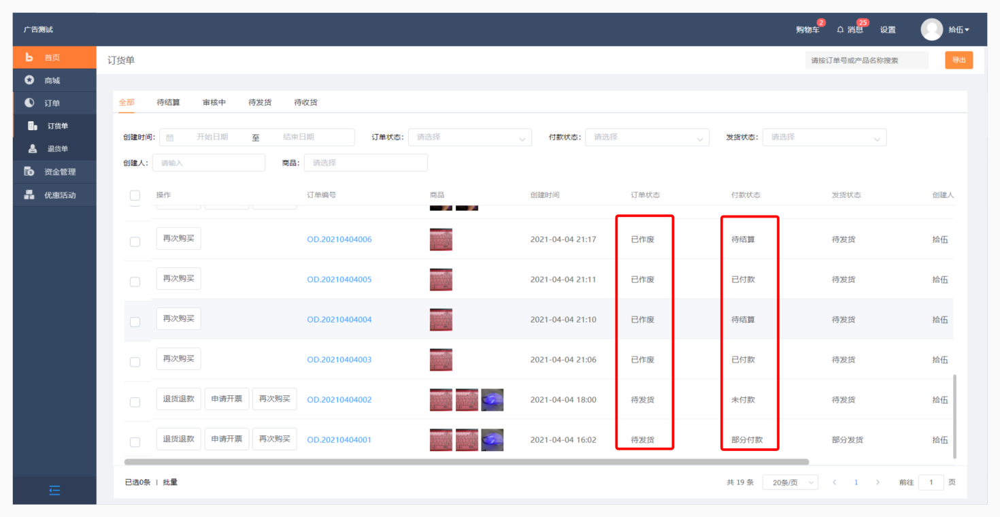 广告测试
购物车 2 消息 25 设置 拾伍
首页
商城
订单
订货单
退货单
资金管理
优惠活动
订货单 请按订单号或产品名称搜索 导出
全部 待结算 审核中 待发货 待收货
创建时间: 开始日期 至 结束日期 订单状态: 请选择 付款状态: 请选择 发货状态: 请选择
创建人: 请输入 商品: 请选择
操作 订单编号 商品 创建时间 订单状态 付款状态 发货状态 创建人
再次购买 OD.20210404006 2021-04-04 21:17 已作废 待结算 待发货 拾伍
再次购买 OD.20210404005 2021-04-04 21:11 已作废 已付款 待发货 拾伍
再次购买 OD.20210404004 2021-04-04 21:10 已作废 待结算 待发货 拾伍
再次购买 OD.20210404003 2021-04-04 21:06 已作废 已付款 待发货 拾伍
退货退款 申请开票 再次购买 OD.20210404002 2021-04-04 18:00 待发货 未付款 待发货 拾伍
退货退款 申请开票 再次购买 OD.20210404001 2021-04-04 16:02 待发货 部分付款 部分发货 拾伍
已选0条 | 批量 共 19 条 20条/页 < 1 > 前往 1 页